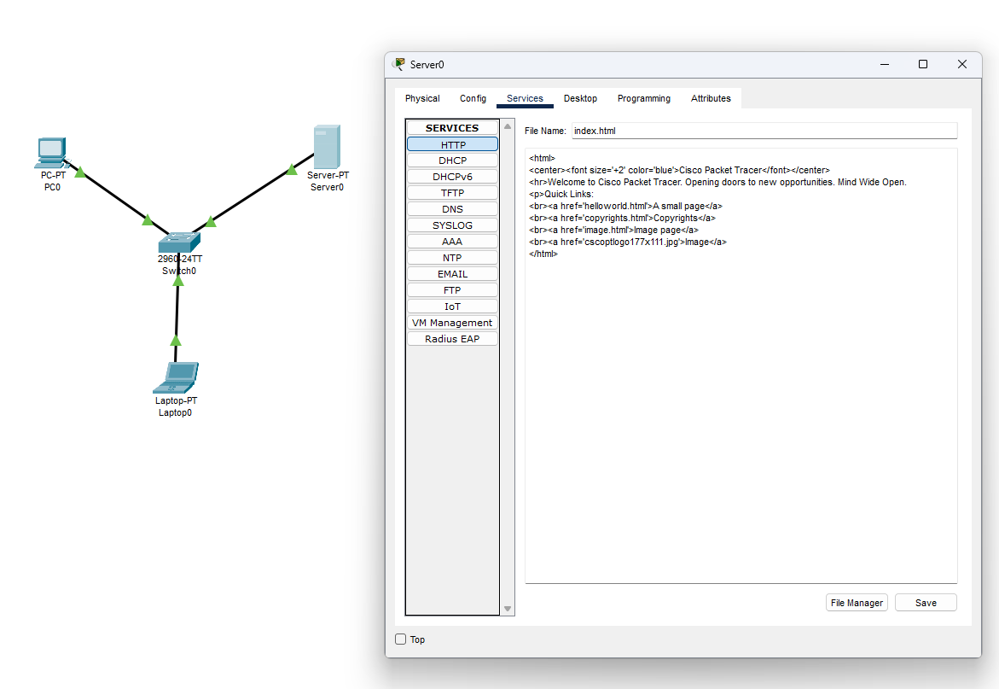 PC-PT
PC0
Server-PT
Server0
2960-24TT
Switch0
Laptop-PT
Laptop0
Server0
Physical Config Services Desktop Programming Attributes
SERVICES
HTTP
DHCP
DHCPv6
TFTP
DNS
SYSLOG
AAA
NTP
EMAIL
FTP
IoT
VM Management
Radius EAP
File Name: index.html
<html>
<center><font size='+2' color='blue'>Cisco Packet Tracer</font></center>
<hr>Welcome to Cisco Packet Tracer. Opening doors to new opportunities. Mind Wide Open.
<p>Quick Links:
<br><a href='helloworld.html'>A small page</a>
<br><a href='copyrights.html'>Copyrights</a>
<br><a href='image.html'>Image page</a>
<br><a href='cscoptlogo177x111.jpg'>Image</a>
</html>
File Manager Save
Top